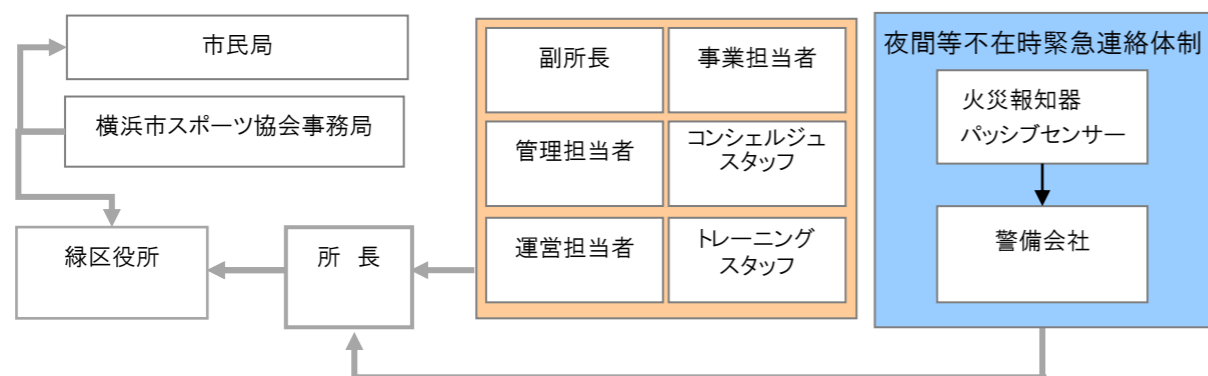 市民局
横浜市スポーツ協会事務局
緑区役所
所 長
副所長
事業担当者
管理担当者
コンシェルジュ
スタッフ
運営担当者
トレーニング
スタッフ
夜間等不在時緊急連絡体制
火災報知器
パッシブセンサー
警備会社